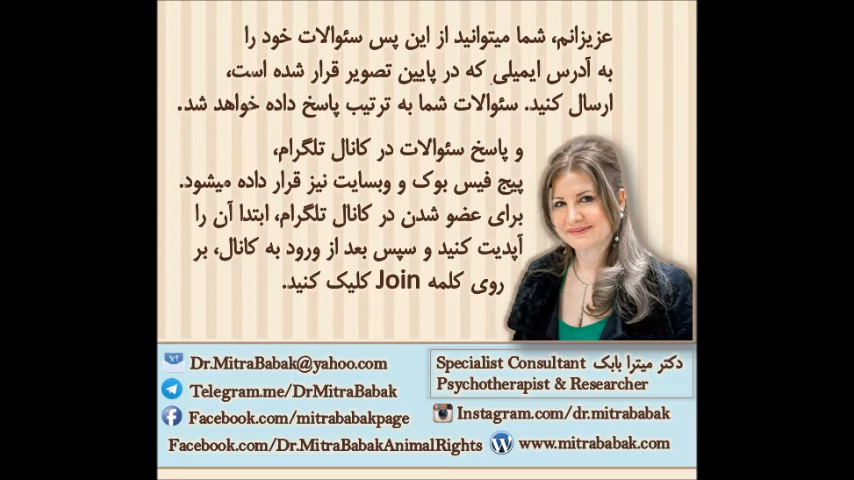 عزیزانم، شما میتوانید از این پس سئوالات خود را
به آدرس ایمیلی که در پایین تصویر قرار شده است،
ارسال کنید. سئوالات شما به ترتیب پاسخ داده خواهد شد.
و پاسخ سئوالات در کانال تلگرام،
پیج فیس بوک و وبسایت نیز قرار داده میشود.
برای عضو شدن در کانال تلگرام، ابتدا آن را
آپدیت کنید و سپس بعد از ورود به کانال، بر
روی کلمه Join کلیک کنید.
Dr.MitraBabak@yahoo.com
Telegram.me/DrMitraBabak
Facebook.com/mitrababakpage
Facebook.com/Dr.MitraBabakAnimalRights
Specialist Consultant دکتر میترا بابک
Psychotherapist & Researcher
Instagram.com/dr.mitrababak
www.mitrababak.com